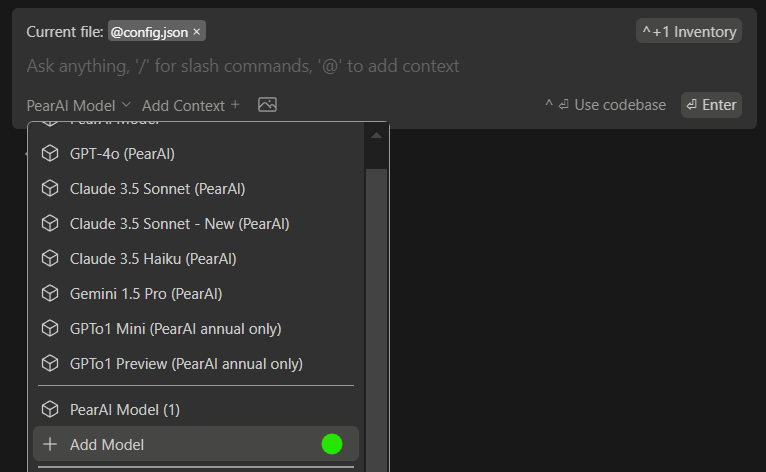 Current file: @config.json ×
^+1 Inventory
Ask anything, '/' for slash commands, '@' to add context
PearAI Model Add Context +
^ ⏎ Use codebase ⏎ Enter
PearAI Model
GPT-4o (PearAI)
Claude 3.5 Sonnet (PearAI)
Claude 3.5 Sonnet - New (PearAI)
Claude 3.5 Haiku (PearAI)
Gemini 1.5 Pro (PearAI)
GPTo1 Mini (PearAI annual only)
GPTo1 Preview (PearAI annual only)
PearAI Model (1)
+ Add Model